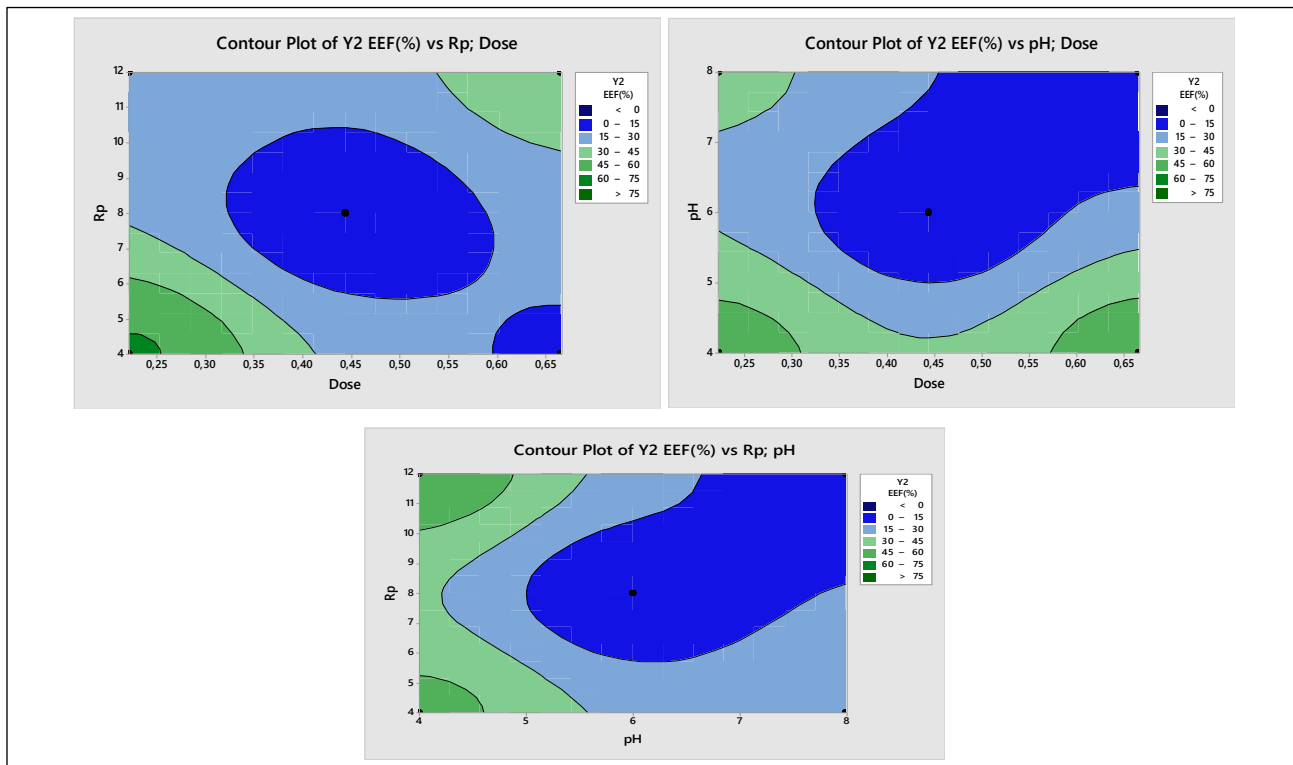 Contour Plot of Y2 EEF(%) vs Rp; Dose
12
11
10
9
8
7
6
5
4
Rp
0,25 0,30 0,35 0,40 0,45 0,50 0,55 0,60 0,65
Dose
Y2
EEF(%)
< 0
0 – 15
15 – 30
30 – 45
45 – 60
60 – 75
> 75
Contour Plot of Y2 EEF(%) vs pH; Dose
8
7
6
5
4
pH
0,25 0,30 0,35 0,40 0,45 0,50 0,55 0,60 0,65
Dose
Y2
EEF(%)
< 0
0 – 15
15 – 30
30 – 45
45 – 60
60 – 75
> 75
Contour Plot of Y2 EEF(%) vs Rp; pH
12
11
10
9
8
7
6
5
4
Rp
4 5 6 7 8
pH
Y2
EEF(%)
< 0
0 – 15
15 – 30
30 – 45
45 – 60
60 – 75
> 75